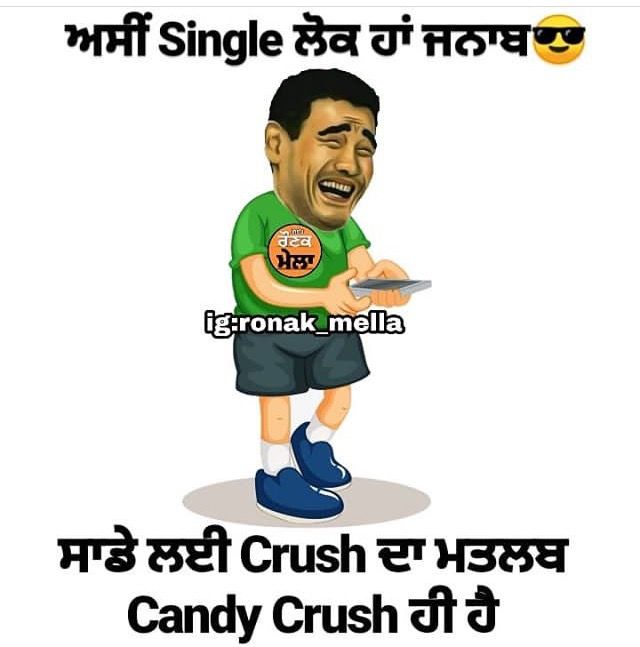 ਅਸੀਂ Single ਲੋਕ ਹਾਂ ਜਨਾਬ😎
ਰੌਣਕ
ਮੇਲਾ
ig:ronak_mella
ਸਾਡੇ ਲਈ Crush ਦਾ ਮਤਲਬ
Candy Crush ਹੀ ਹੈ